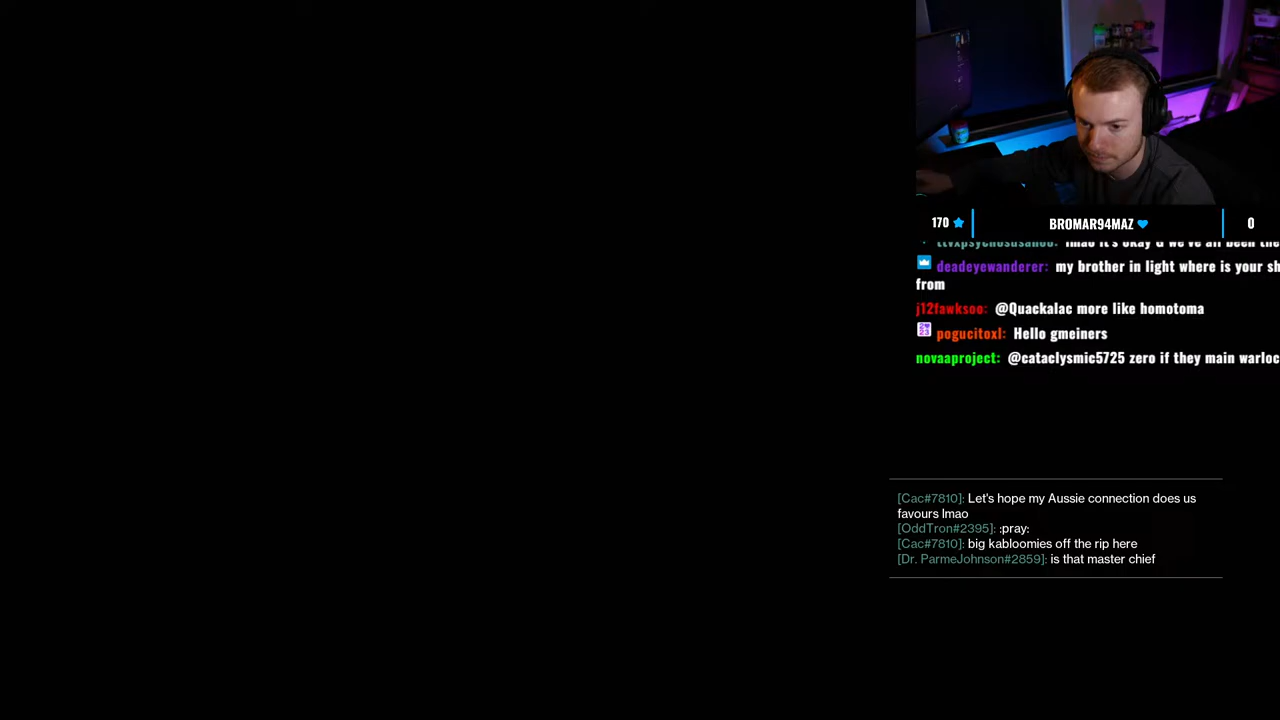 170
BROMAR94MAZ
0
deadeyewanderer: my brother in light where is your
from
j12fawksoo: @Quackalac more like homotoma
pogucitoxl: Hello gmeiners
novaaproject: @cataclysmic5725 zero if they main
[Cac#7810]: Let's hope my Aussie connection does us
favours lmao
[OddTron#2395]: :pray:
[Cac#7810]: big kabloomies off the rip here
[Dr. ParmeJohnson#2859]: is that master chief